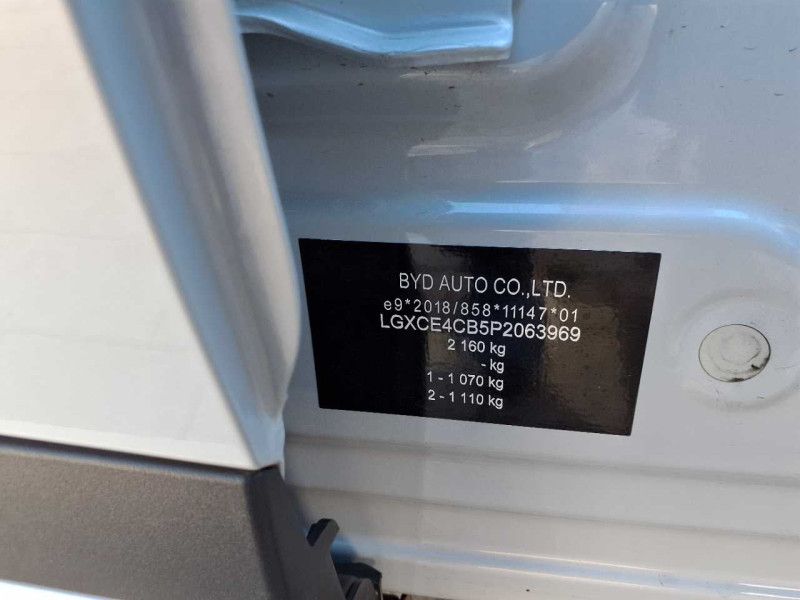 BYD AUTO CO.,LTD.
e9*2018/858*11147*01
LGXCE4CB5P2063969
2 160 kg
- kg
1 - 1 070 kg
2 - 1 110 kg